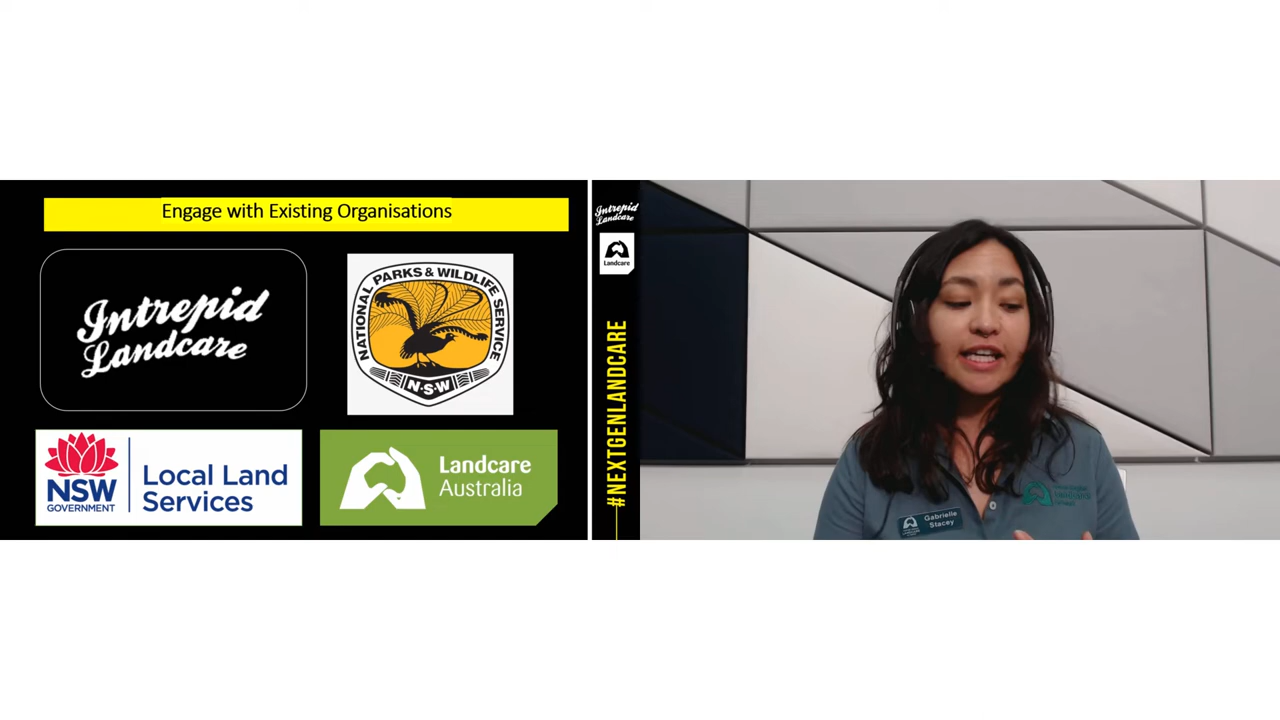 Engage with Existing Organisations
Intrepid
Landcare
NATIONAL PARKS & WILDLIFE SERVICE
N·S·W
NSW
GOVERNMENT
Local Land
Services
Landcare
Australia
Intrepid
Landcare
Landcare
#NEXTGENLANDCARE
Gabrielle
Stacey